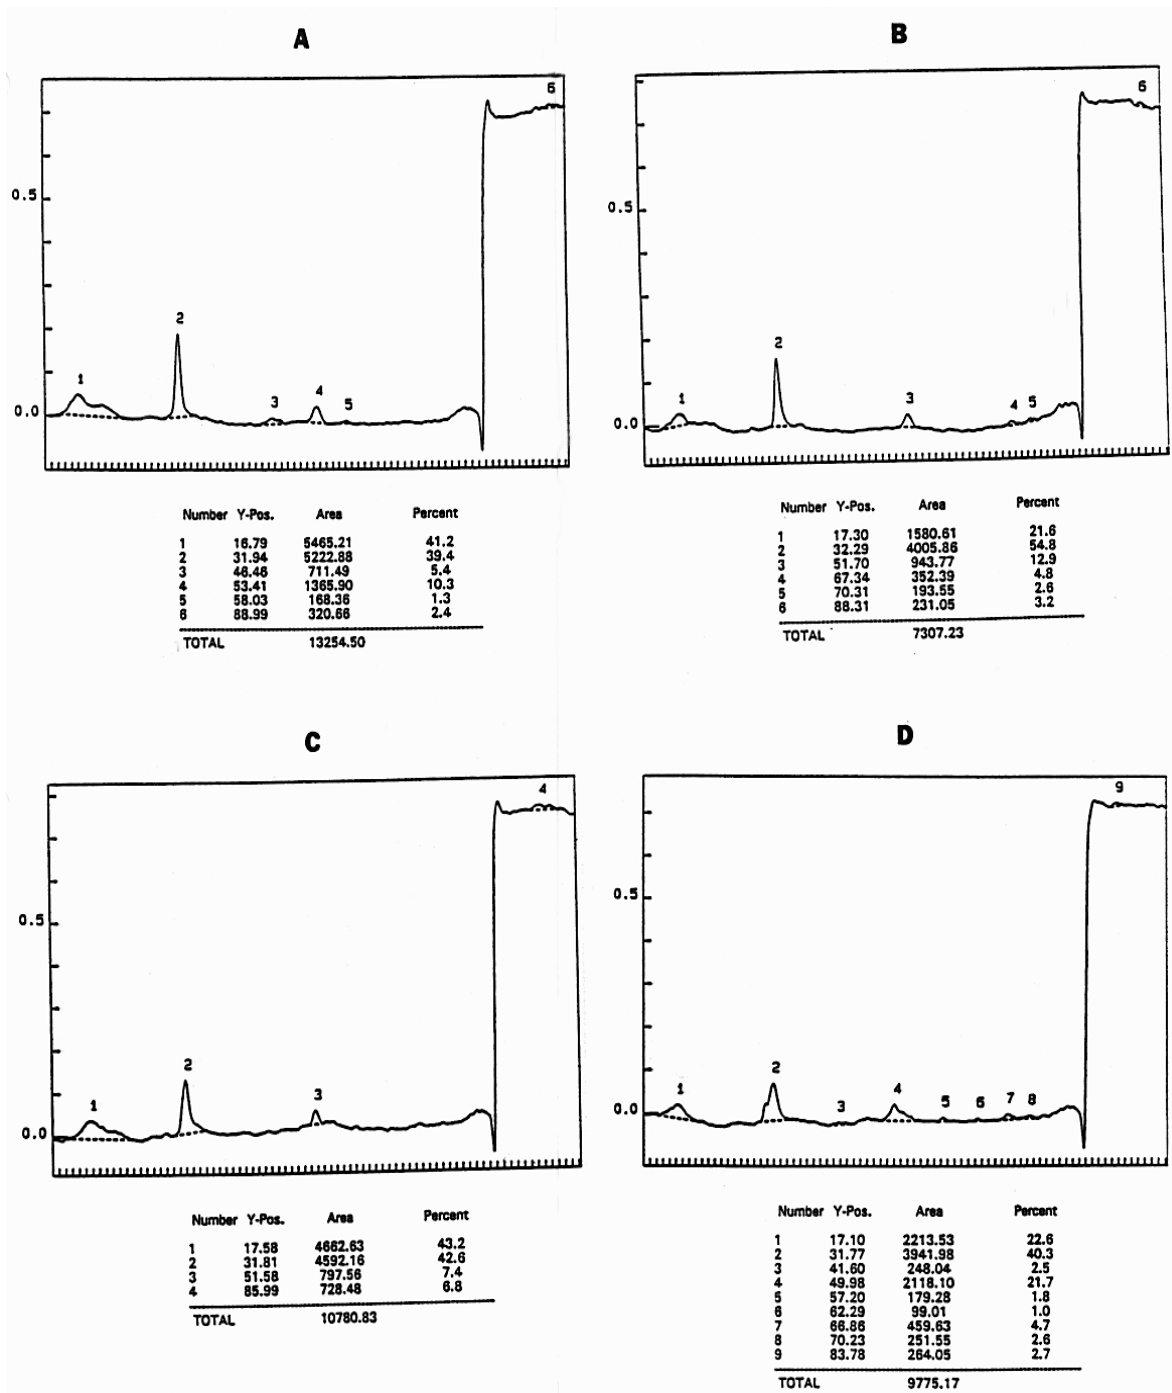 A
6
0.5
2
1
3
4
5
0.0
Number Y-Pos. Area Percent
1 16.79 5465.21 41.2
2 31.94 5222.88 39.4
3 46.46 711.49 5.4
4 53.41 1365.90 10.3
5 58.03 168.36 1.3
6 88.99 320.66 2.4
TOTAL 13254.50
B
6
0.5
2
1
3
4
5
0.0
Number Y-Pos. Area Percent
1 17.30 1580.61 21.6
2 32.29 4005.86 54.8
3 51.70 943.77 12.9
4 67.34 352.39 4.8
5 70.31 193.55 2.6
6 88.31 231.05 3.2
TOTAL 7307.23
C
4
0.5
2
1
3
0.0
Number Y-Pos. Area Percent
1 17.58 4662.63 43.2
2 31.81 4592.16 42.6
3 51.58 797.56 7.4
4 85.99 728.48 6.8
TOTAL 10780.83
D
9
0.5
2
1
3
4
5
6
7
8
0.0
Number Y-Pos. Area Percent
1 17.10 2213.53 22.6
2 31.77 3941.98 40.3
3 41.60 248.04 2.5
4 49.98 2118.10 21.7
5 57.20 179.28 1.8
6 62.29 99.01 1.0
7 66.86 459.63 4.7
8 70.23 251.55 2.6
9 83.78 264.05 2.7
TOTAL 9775.17